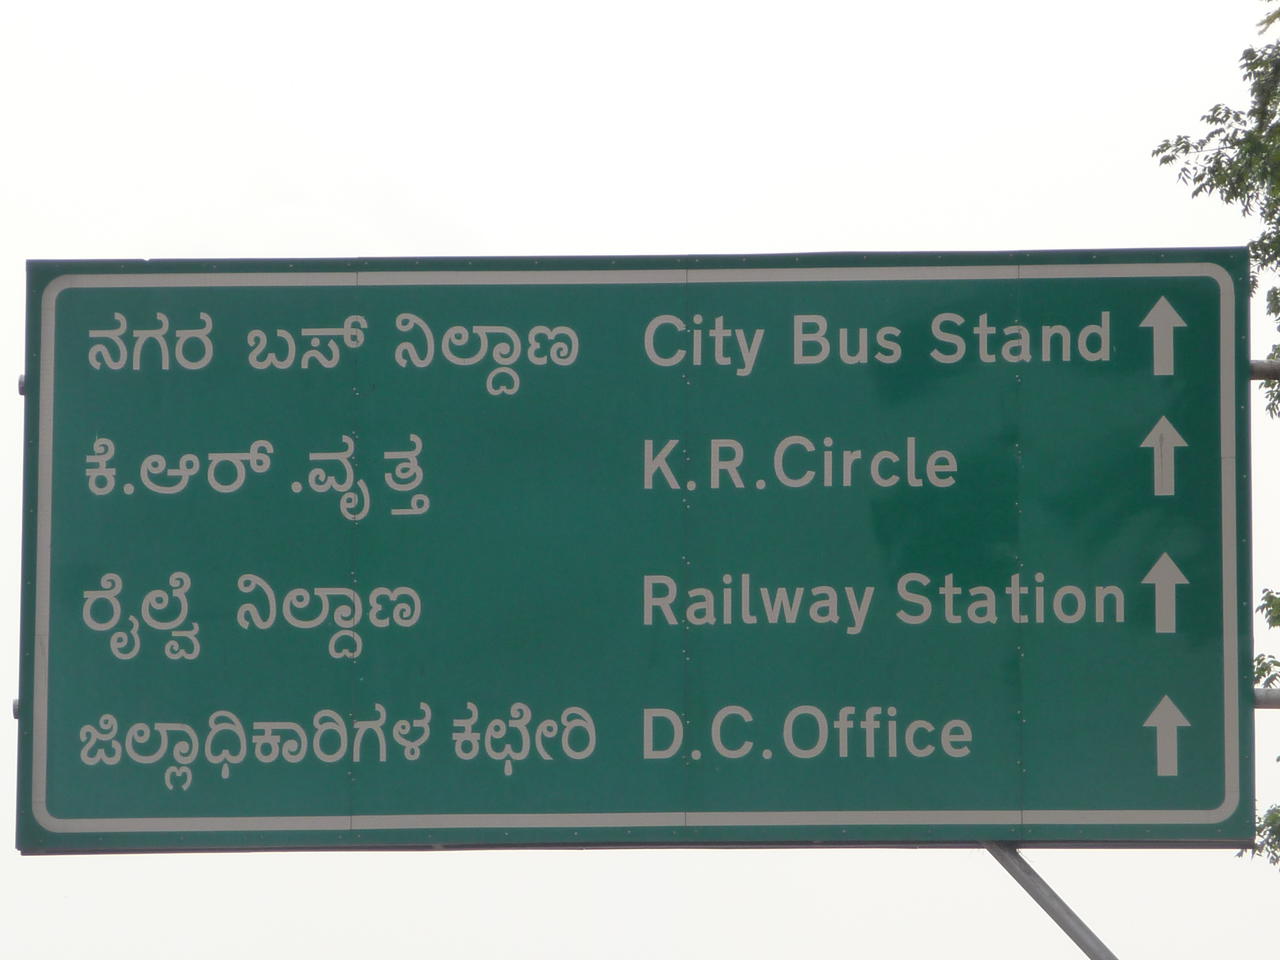 ನಗರ ಬಸ್ ನಿಲ್ದಾಣ City Bus Stand
ಕೆ.ಆರ್.ವೃತ್ತ K.R.Circle
ರೈಲ್ವೆ ನಿಲ್ದಾಣ Railway Station
ಜಿಲ್ಲಾಧಿಕಾರಿಗಳ ಕಛೇರಿ D.C.Office